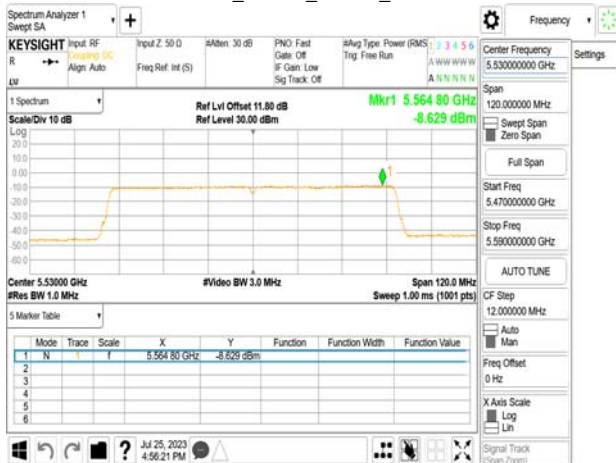 Spectrum Analyzer 1
Swept SA
+
Frequency
KEYSIGHT
R
LV
Input: RF
Coupling: DC
Align: Auto
Input Z: 50 Ω
Freq Ref: Int (S)
#Atten: 30 dB
PNO: Fast
Gate: Off
IF Gain: Low
Sig Track: Off
#Avg Type: Power (RMS
Trig: Free Run
1 2 3 4 5 6
A W W W W W
A N N N N N
1 Spectrum
Scale/Div 10 dB
Ref Lvl Offset 11.80 dB
Ref Level 30.00 dBm
Mkr1 5.564 80 GHz
-8.629 dBm
Log
20.0
10.0
0.00
-10.0
-20.0
-30.0
-40.0
-50.0
-60.0
1
Center 5.53000 GHz
#Res BW 1.0 MHz
#Video BW 3.0 MHz
Span 120.0 MHz
Sweep 1.00 ms (1001 pts)
5 Marker Table
Mode Trace Scale X Y Function Function Width Function Value
1 N 1 f 5.564 80 GHz -8.629 dBm
2
3
4
5
6
Jul 25, 2023
4:56:21 PM
Center Frequency
5.530000000 GHz
Span
120.000000 MHz
Swept Span
Zero Span
Full Span
Start Freq
5.470000000 GHz
Stop Freq
5.590000000 GHz
AUTO TUNE
CF Step
12.000000 MHz
Auto
Man
Freq Offset
0 Hz
X Axis Scale
Log
Lin
Signal Track
(Span Zoom)
Settings